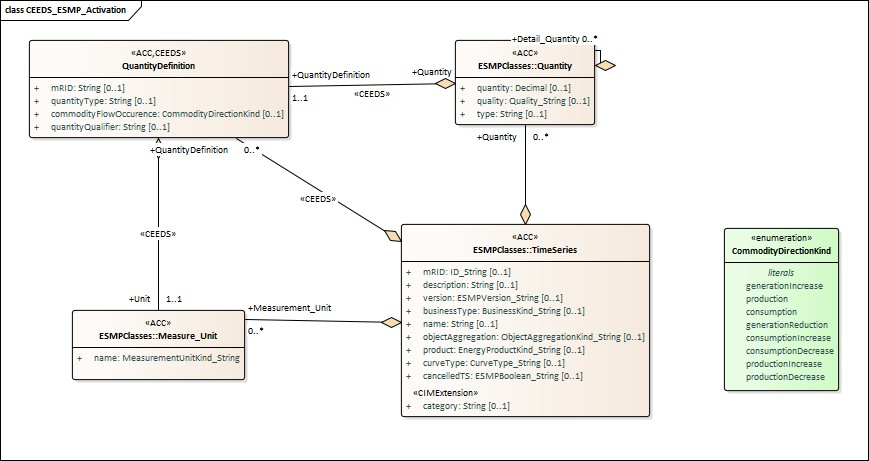 class CEEDS_ESMP_Activation
«ACC,CEEDS»
QuantityDefinition
+ mRID: String [0..1]
+ quantityType: String [0..1]
+ commodityFlowOccurence: CommodityDirectionKind [0..1]
+ quantityQualifier: String [0..1]
+QuantityDefinition
1..1
«CEEDS»
+Quantity
+Detail_Quantity 0..*
«ACC»
ESMPClasses::Quantity
+ quantity: Decimal [0..1]
+ quality: Quality_String [0..1]
+ type: String [0..1]
+Quantity 0..*
+QuantityDefinition 0..*
«CEEDS»
«CEEDS»
+Unit 1..1
«ACC»
ESMPClasses::Measure_Unit
+ name: MeasurementUnitKind_String
+Measurement_Unit
0..*
«ACC»
ESMPClasses::TimeSeries
+ mRID: ID_String [0..1]
+ description: String [0..1]
+ version: ESMPVersion_String [0..1]
+ businessType: BusinessKind_String [0..1]
+ name: String [0..1]
+ objectAggregation: ObjectAggregationKind_String [0..1]
+ product: EnergyProductKind_String [0..1]
+ curveType: CurveType_String [0..1]
+ cancelledTS: ESMPBoolean_String [0..1]
«CIMExtension»
+ category: String [0..1]
«enumeration»
CommodityDirectionKind
literals
generationIncrease
production
consumption
generationReduction
consumptionIncrease
consumptionDecrease
productionIncrease
productionDecrease